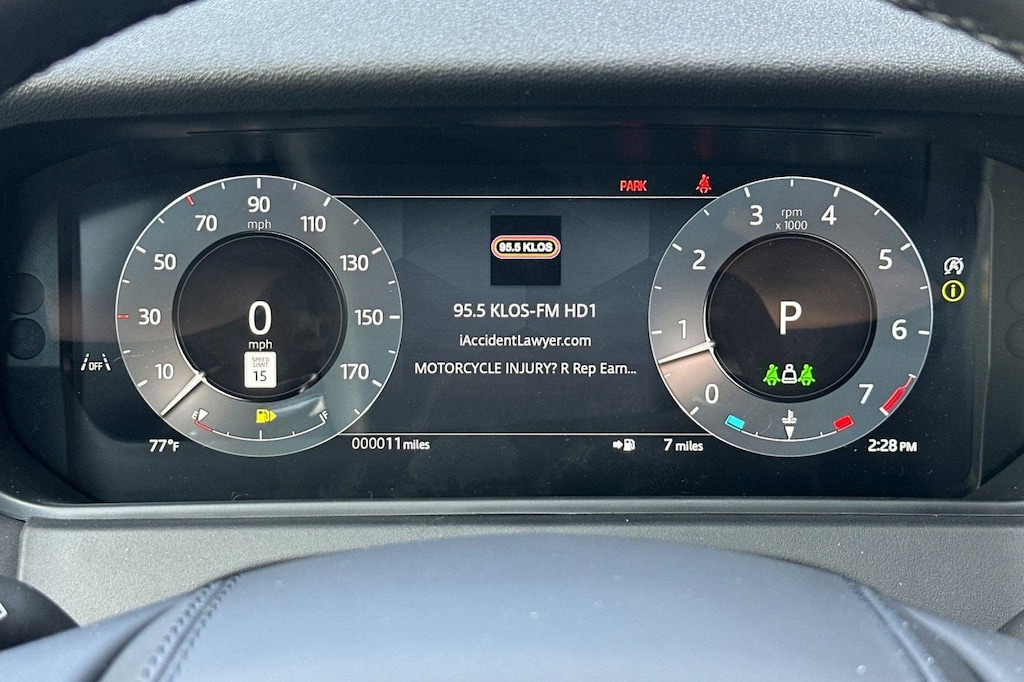 PARK
90
mph
70
110
50
130
30
150
10
170
0
mph
SPEED
LIMIT
15
E
F
OFF
77°F
95.5 KLOS
95.5 KLOS-FM HD1
iAccidentLawyer.com
MOTORCYCLE INJURY? R Rep Earn...
000011 miles
7 miles
3
rpm
x 1000
4
2
5
1
6
0
7
P
A
i
2:28 PM